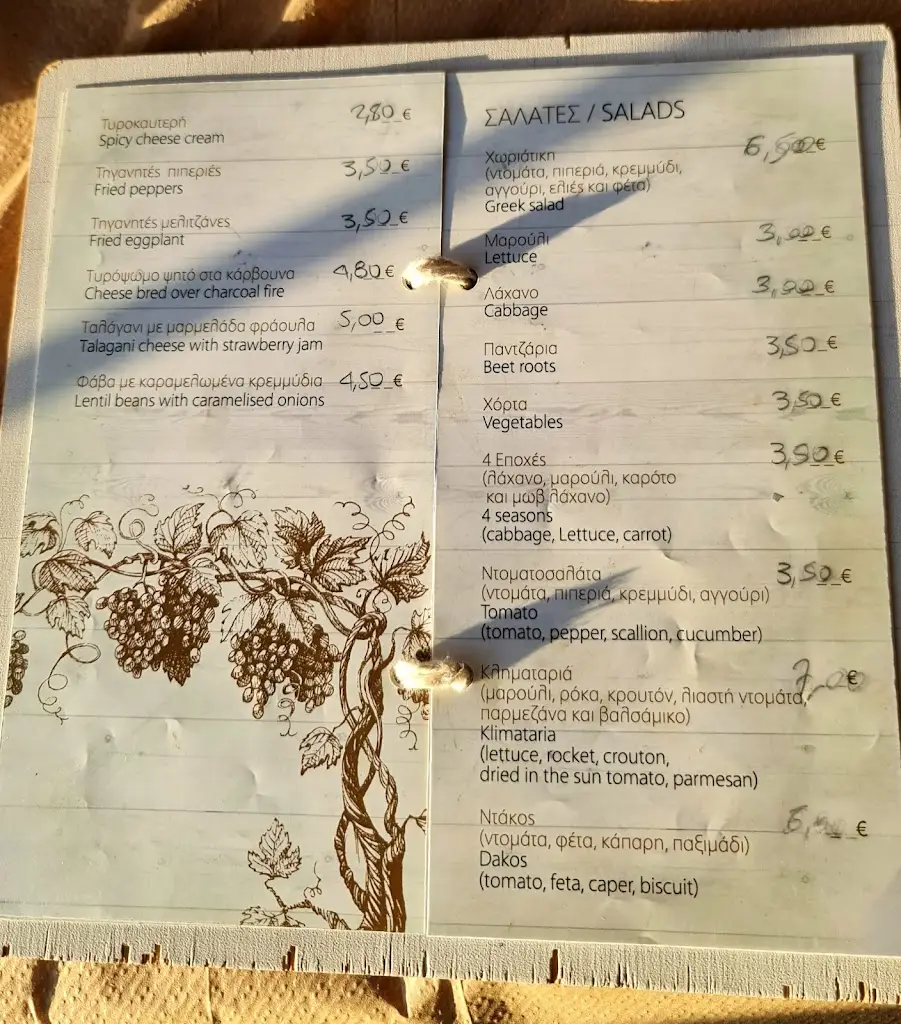 Τυροκαυτερή 2,80 €
Spicy cheese cream
Τηγανητές πιπεριές 3,50 €
Fried peppers
Τηγανητές μελιτζάνες 3,50 €
Fried eggplant
Τυρόψωμο ψητό στα κάρβουνα 4,80 €
Cheese bred over charcoal fire
Ταλάγανι με μαρμελάδα φράουλα 5,00 €
Talagani cheese with strawberry jam
Φάβα με καραμελωμένα κρεμμύδια 4,50 €
Lentil beans with caramelised onions
ΣΑΛΑΤΕΣ / SALADS
Χωριάτικη €
(ντομάτα, πιπεριά, κρεμμύδι,
αγγούρι, ελιές και φέτα)
Greek salad
Μαρούλι 3,00 €
Lettuce
Λάχανο €
Cabbage
Παντζάρια 3,50 €
Beet roots
Χόρτα 3,50 €
Vegetables
4 Εποχές 3,90 €
(λάχανο, μαρούλι, καρότο
και μωβ λάχανο)
4 seasons
(cabbage, Lettuce, carrot)
Ντοματοσαλάτα 3,50 €
(ντομάτα, πιπεριά, κρεμμύδι, αγγούρι)
Tomato
(tomato, pepper, scallion, cucumber)
Κληματαριά 7,00 €
(μαρούλι, ρόκα, κρουτόν, λιαστή ντομάτα,
παρμεζάνα και βαλσάμικο)
Klimataria
(lettuce, rocket, crouton,
dried in the sun tomato, parmesan)
Ντάκος €
(ντομάτα, φέτα, κάπαρη, παξιμάδι)
Dakos
(tomato, feta, caper, biscuit)